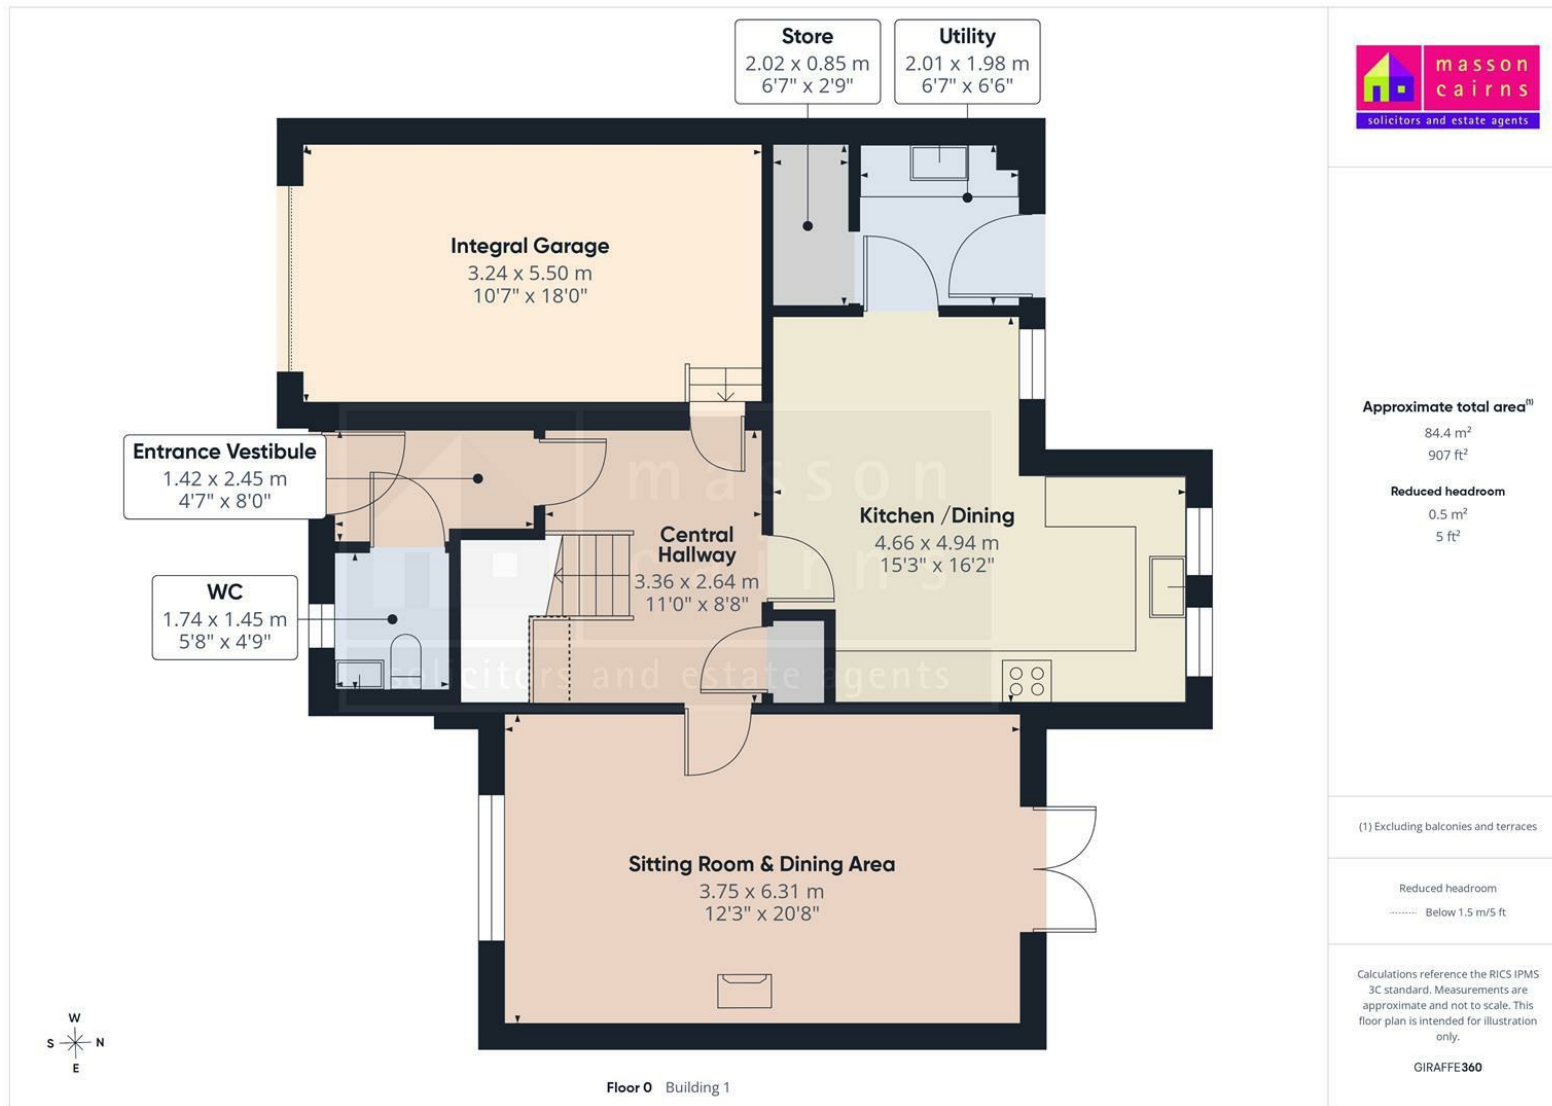 Store
2.02 x 0.85 m
6'7" x 2'9"
Utility
2.01 x 1.98 m
6'7" x 6'6"
masson
cairns
solicitors and estate agents
Integral Garage
3.24 x 5.50 m
10'7" x 18'0"
Entrance Vestibule
1.42 x 2.45 m
4'7" x 8'0"
Central
Hallway
3.36 x 2.64 m
11'0" x 8'8"
Kitchen /Dining
4.66 x 4.94 m
15'3" x 16'2"
WC
1.74 x 1.45 m
5'8" x 4'9"
masson
cairns
solicitors and estate agents
Sitting Room & Dining Area
3.75 x 6.31 m
12'3" x 20'8"
W
S N
E
Floor 0 Building 1
Approximate total area⁽¹⁾
84.4 m²
907 ft²
Reduced headroom
0.5 m²
5 ft²
(1) Excluding balconies and terraces
Reduced headroom
Below 1.5 m/5 ft
Calculations reference the RICS IPMS
3C standard. Measurements are
approximate and not to scale. This
floor plan is intended for illustration
only.
GIRAFFE360